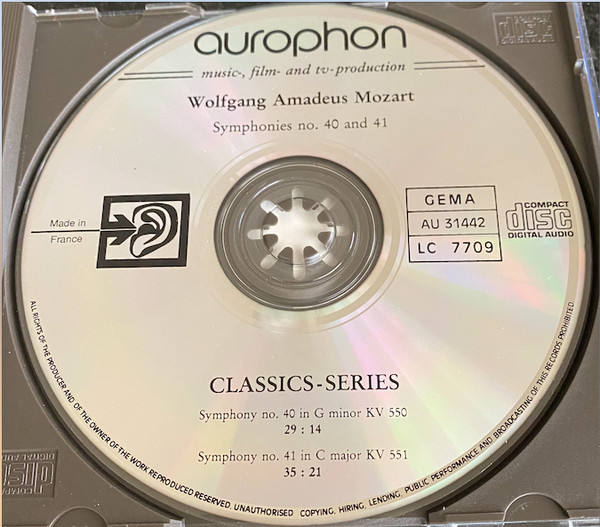 aurophon
music-, film- and tv-production
Wolfgang Amadeus Mozart
Symphonies no. 40 and 41
Made in
France
GEMA
AU 31442
LC 7709
COMPACT
disc
DIGITAL AUDIO
CLASSICS-SERIES
Symphony no. 40 in G minor KV 550
29 : 14
Symphony no. 41 in C major KV 551
35 : 21
ALL RIGHTS OF THE PRODUCER AND OF THE OWNER OF THE WORK REPRODUCED RESERVED. UNAUTHORISED COPYING, HIRING, LENDING, PUBLIC PERFORMANCE AND BROADCASTING OF THIS RECORDS PROHIBITED.